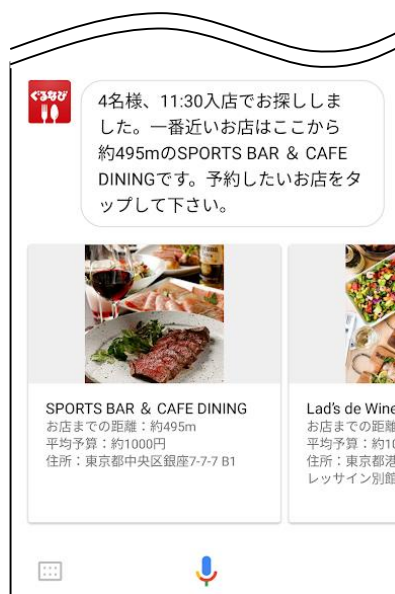 ぐるなび
4名様、11:30入店でお探ししま
した。一番近いお店はここから
約495mのSPORTS BAR & CAFE
DININGです。予約したいお店をタ
ップして下さい。
SPORTS BAR & CAFE DINING
お店までの距離：約495m
平均予算：約1000円
住所：東京都中央区銀座7-7-7 B1
Lad's de Wine
お店までの距離
平均予算：約10
住所：東京都港
レッサイン別館